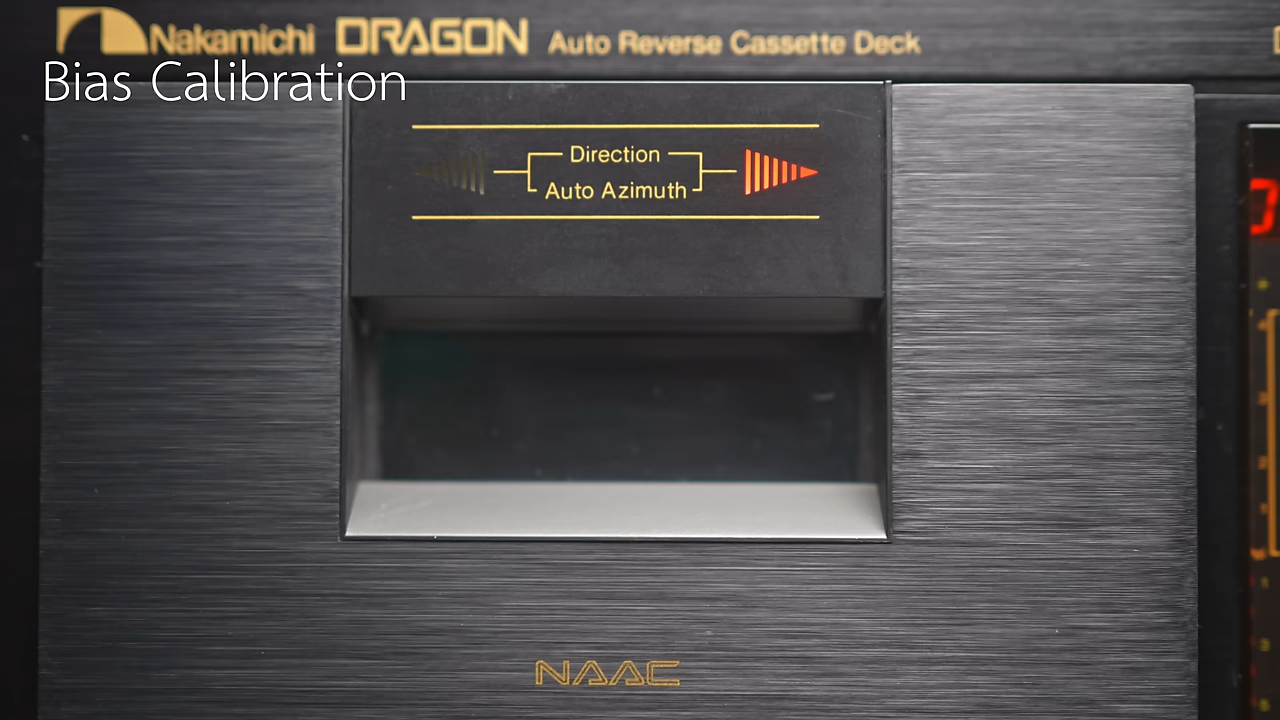 Nakamichi DRAGON Auto Reverse Cassette Deck
Bias Calibration
Direction
Auto Azimuth
NAAC